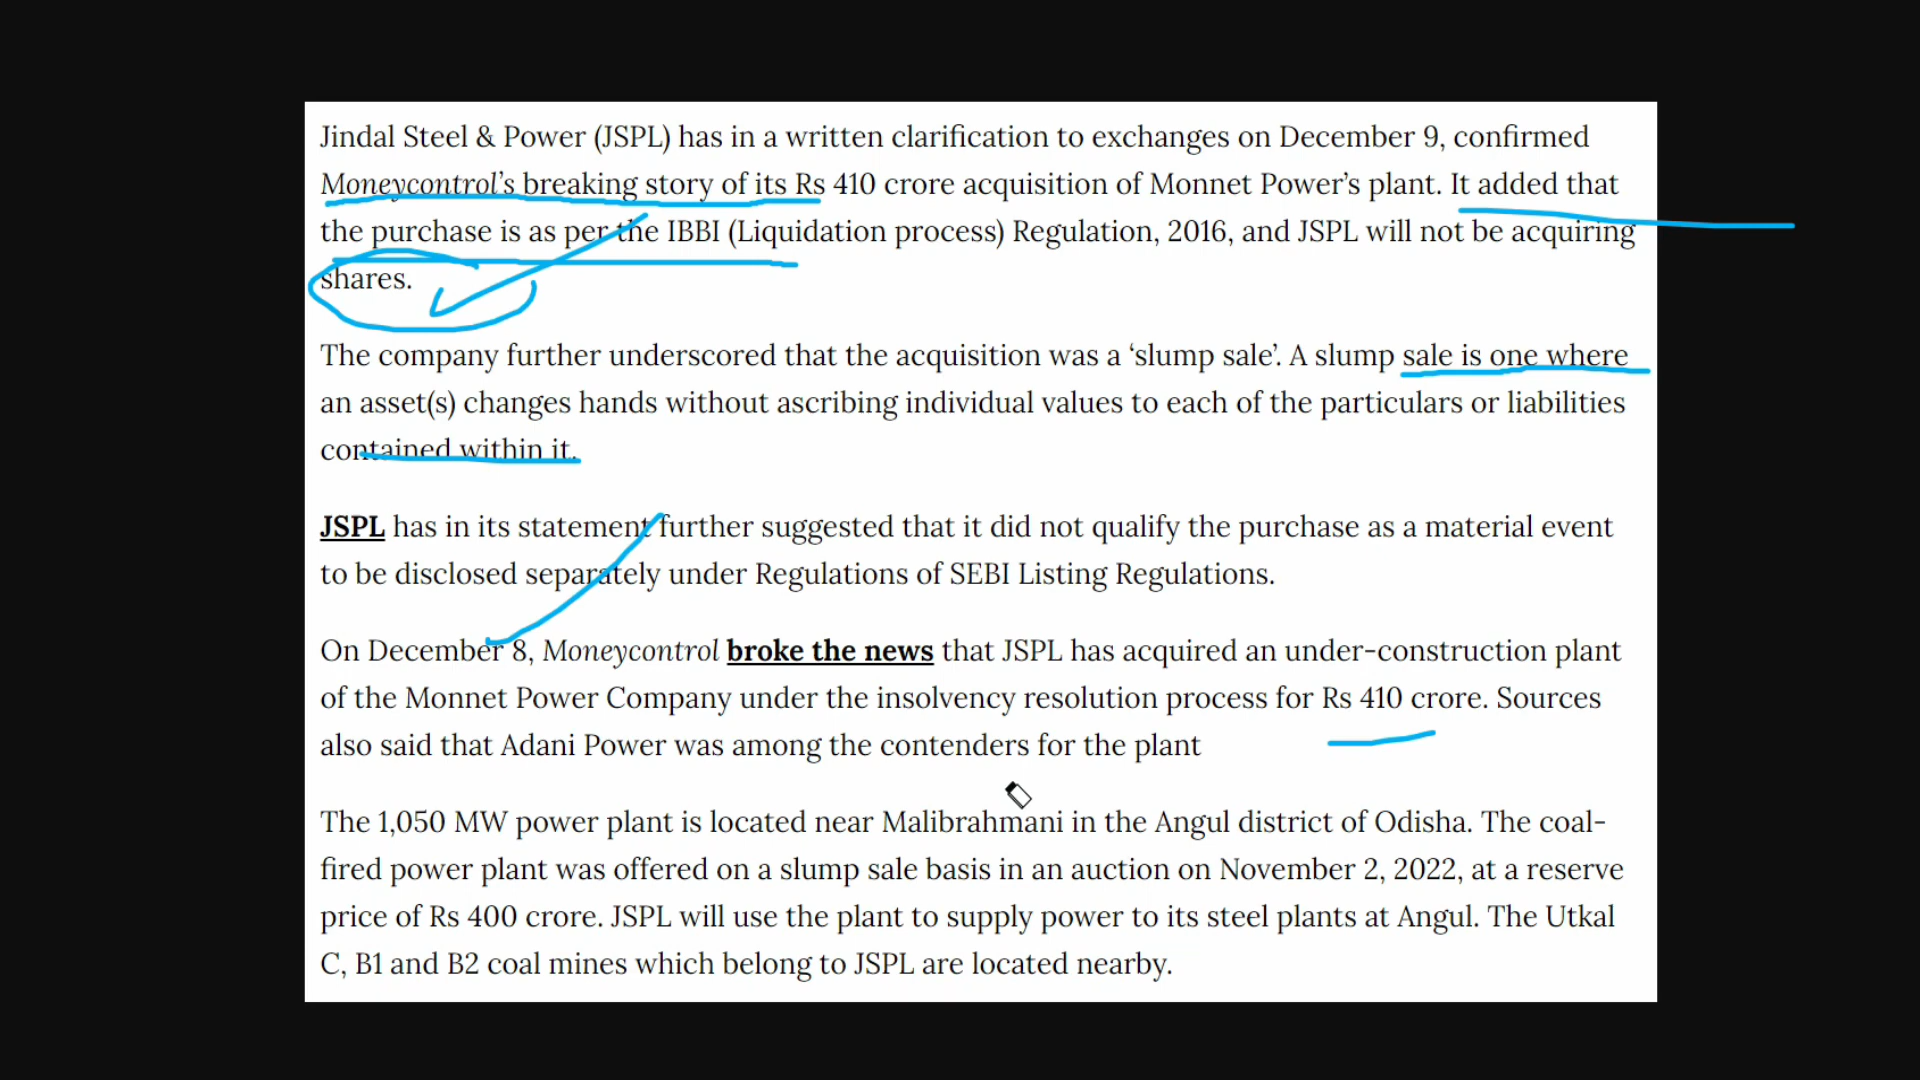 Jindal Steel & Power (JSPL) has in a written clarification to exchanges on December 9, confirmed
Moneycontrol's breaking story of its Rs 410 crore acquisition of Monnet Power's plant. It added that
the purchase is as per the IBBI (Liquidation process) Regulation, 2016, and JSPL will not be acquiring
shares.
The company further underscored that the acquisition was a ‘slump sale’. A slump sale is one where
an asset(s) changes hands without ascribing individual values to each of the particulars or liabilities
contained within it.
JSPL has in its statement further suggested that it did not qualify the purchase as a material event
to be disclosed separately under Regulations of SEBI Listing Regulations.
On December 8, Moneycontrol broke the news that JSPL has acquired an under-construction plant
of the Monnet Power Company under the insolvency resolution process for Rs 410 crore. Sources
also said that Adani Power was among the contenders for the plant
The 1,050 MW power plant is located near Malibrahmani in the Angul district of Odisha. The coal-
fired power plant was offered on a slump sale basis in an auction on November 2, 2022, at a reserve
price of Rs 400 crore. JSPL will use the plant to supply power to its steel plants at Angul. The Utkal
C, B1 and B2 coal mines which belong to JSPL are located nearby.